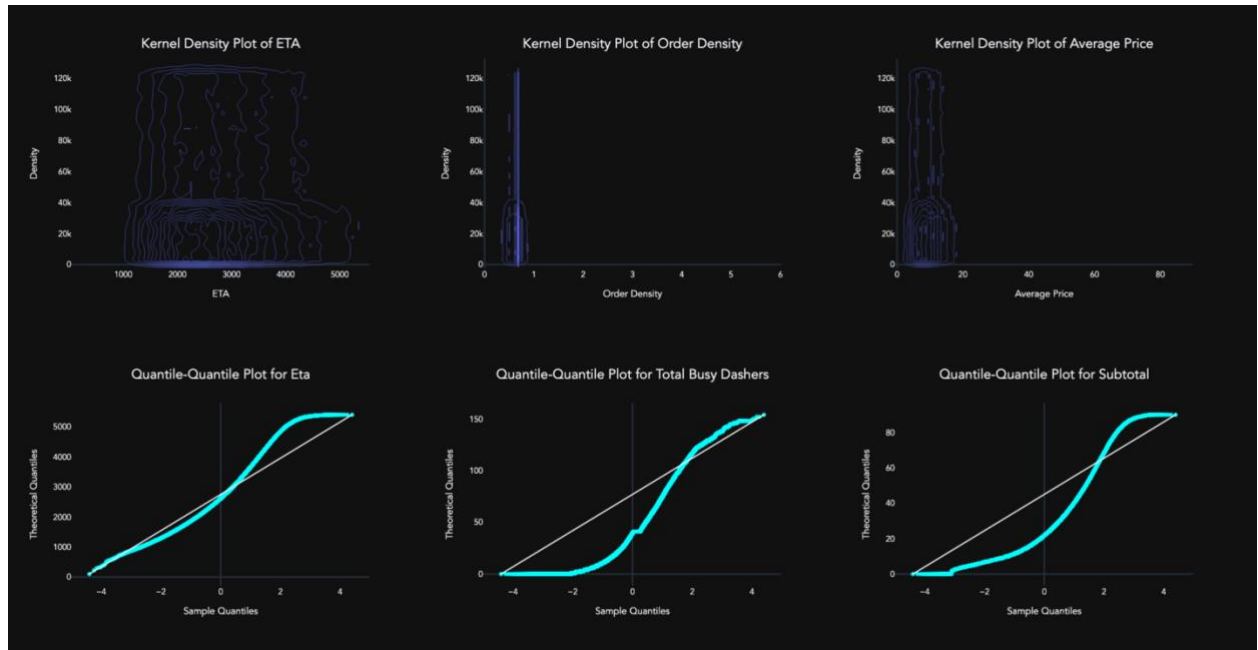 Kernel Density Plot of ETA
Kernel Density Plot of Order Density
Kernel Density Plot of Average Price
120k
100k
80k
60k
40k
20k
0
Density
1000
2000
3000
4000
5000
ETA
120k
100k
80k
60k
40k
20k
0
Density
0
1
2
3
4
5
6
Order Density
120k
100k
80k
60k
40k
20k
0
Density
0
20
40
60
80
Average Price
Quantile-Quantile Plot for Eta
Quantile-Quantile Plot for Total Busy Dashers
Quantile-Quantile Plot for Subtotal
5000
4000
3000
2000
1000
0
Theoretical Quantiles
−4
−2
0
2
4
Sample Quantiles
150
100
50
0
Theoretical Quantiles
−4
−2
0
2
4
Sample Quantiles
80
60
40
20
0
Theoretical Quantiles
−4
−2
0
2
4
Sample Quantiles